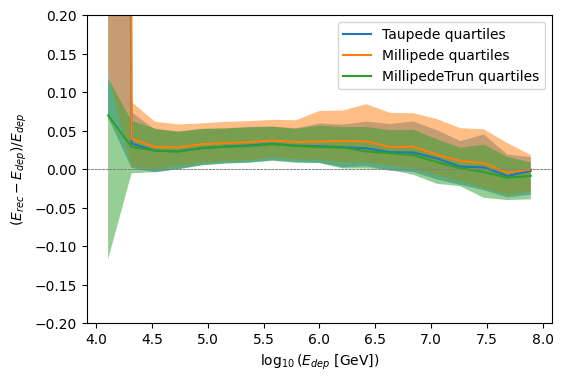 Taupede quartiles
Millipede quartiles
MillipedeTrun quartiles
0.20
0.15
0.10
0.05
0.00
−0.05
−0.10
−0.15
−0.20
(E_rec − E_dep)/E_dep
4.0 4.5 5.0 5.5 6.0 6.5 7.0 7.5 8.0
log₁₀ (E_dep [GeV])